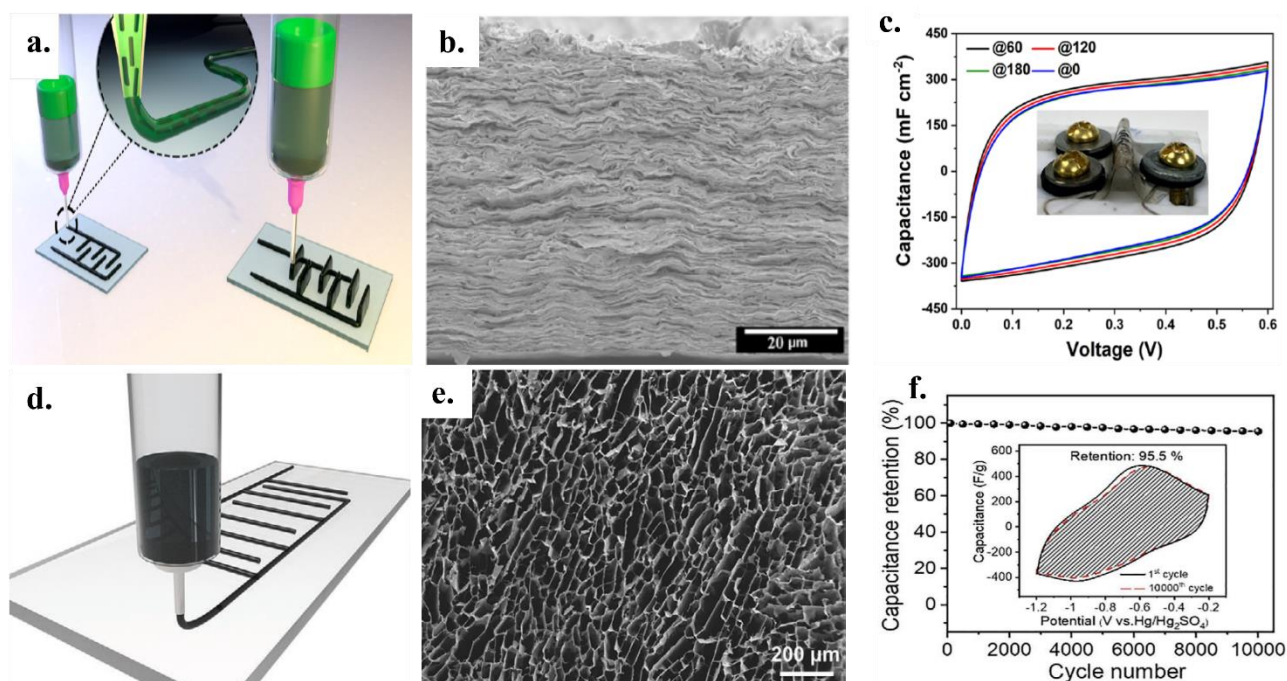 a.
b.
20 µm
c.
@60 @120
@180 @0
Capacitance (mF cm⁻²)
450
300
150
0
-150
-300
-450
0.0 0.1 0.2 0.3 0.4 0.5 0.6
Voltage (V)
d.
e.
200 µm
f.
Capacitance retention (%)
100
80
60
40
20
0
Retention: 95.5 %
Capacitance (F/g)
600
400
200
0
-200
-400
1st cycle
10000th cycle
-1.2 -1 -0.8 -0.6 -0.4 -0.2
Potential (V vs.Hg/Hg₂SO₄)
0 2000 4000 6000 8000 10000
Cycle number